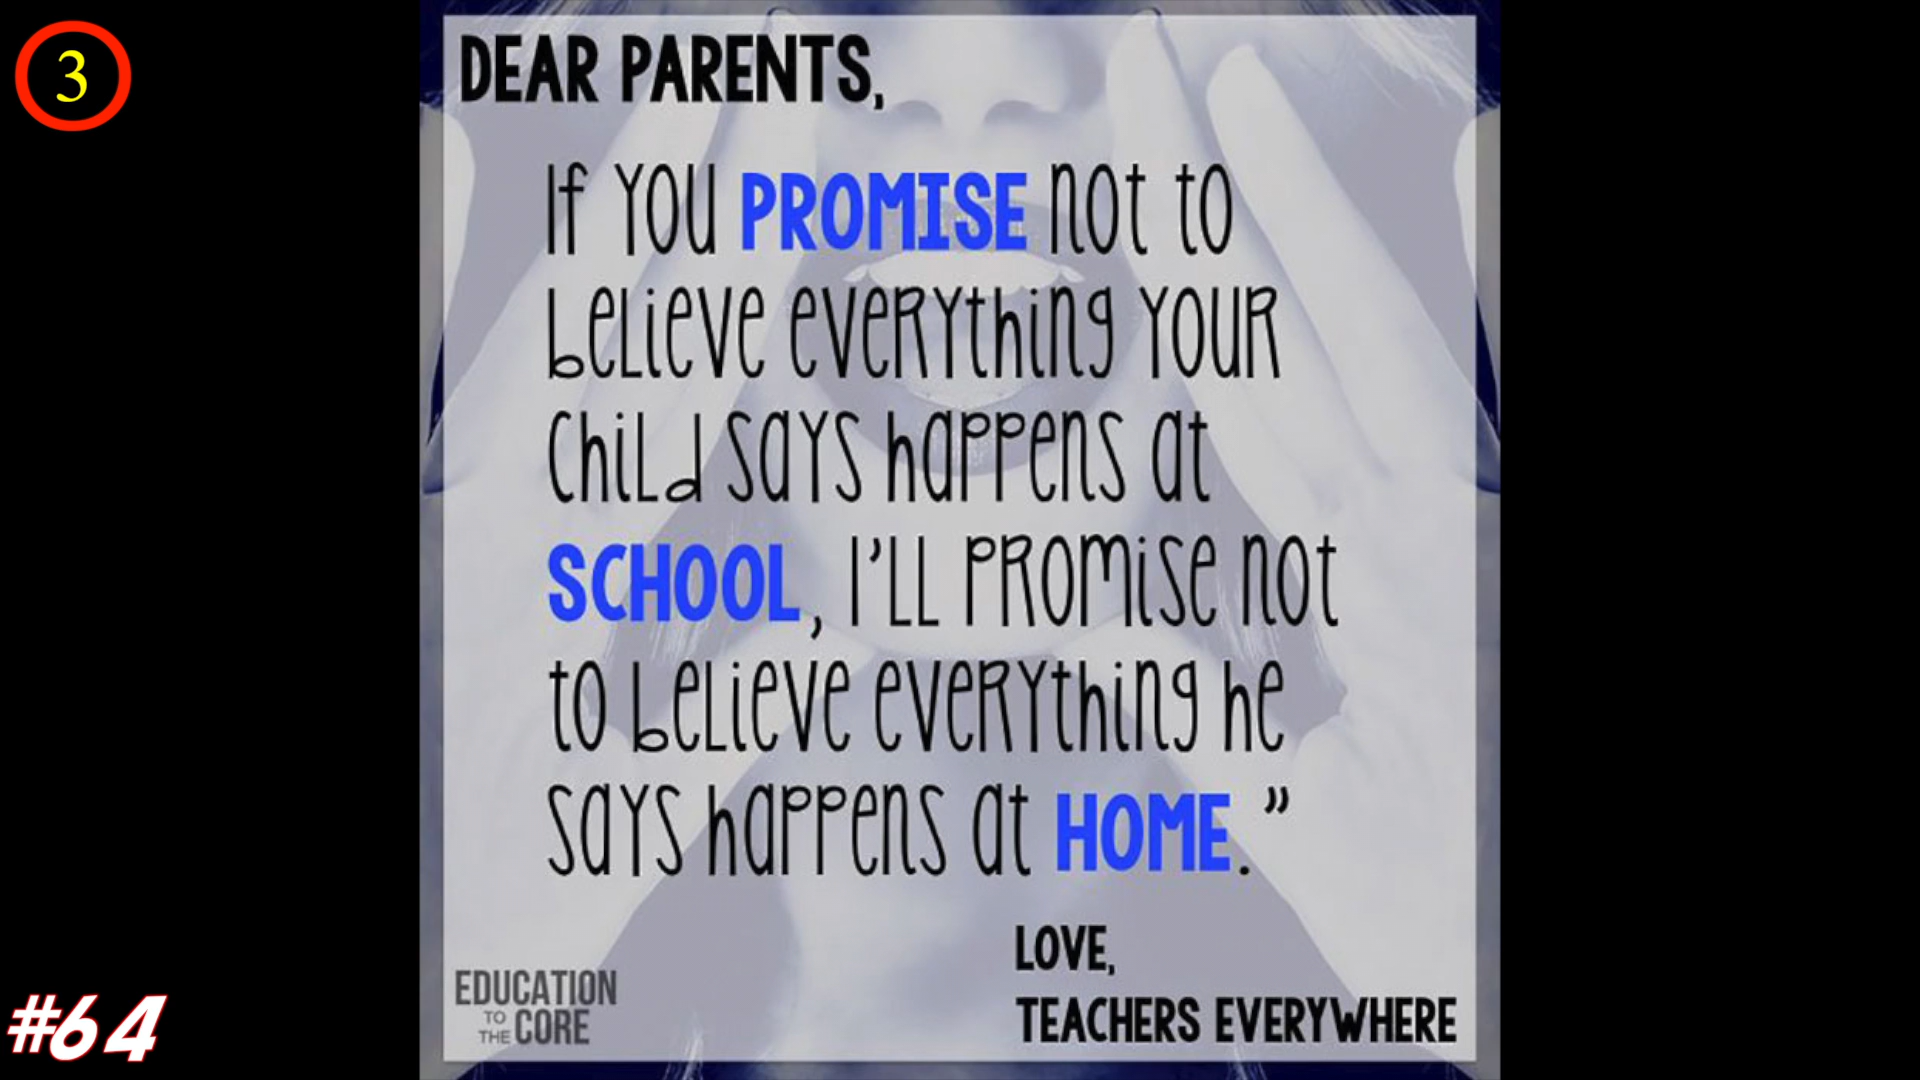 3
DEAR PARENTS,
If you PROMISE not to
believe everything your
child says happens at
SCHOOL, I'll promise not
to believe everything he
says happens at HOME.”
LOVE,
TEACHERS EVERYWHERE
EDUCATION
TO THE CORE
#64